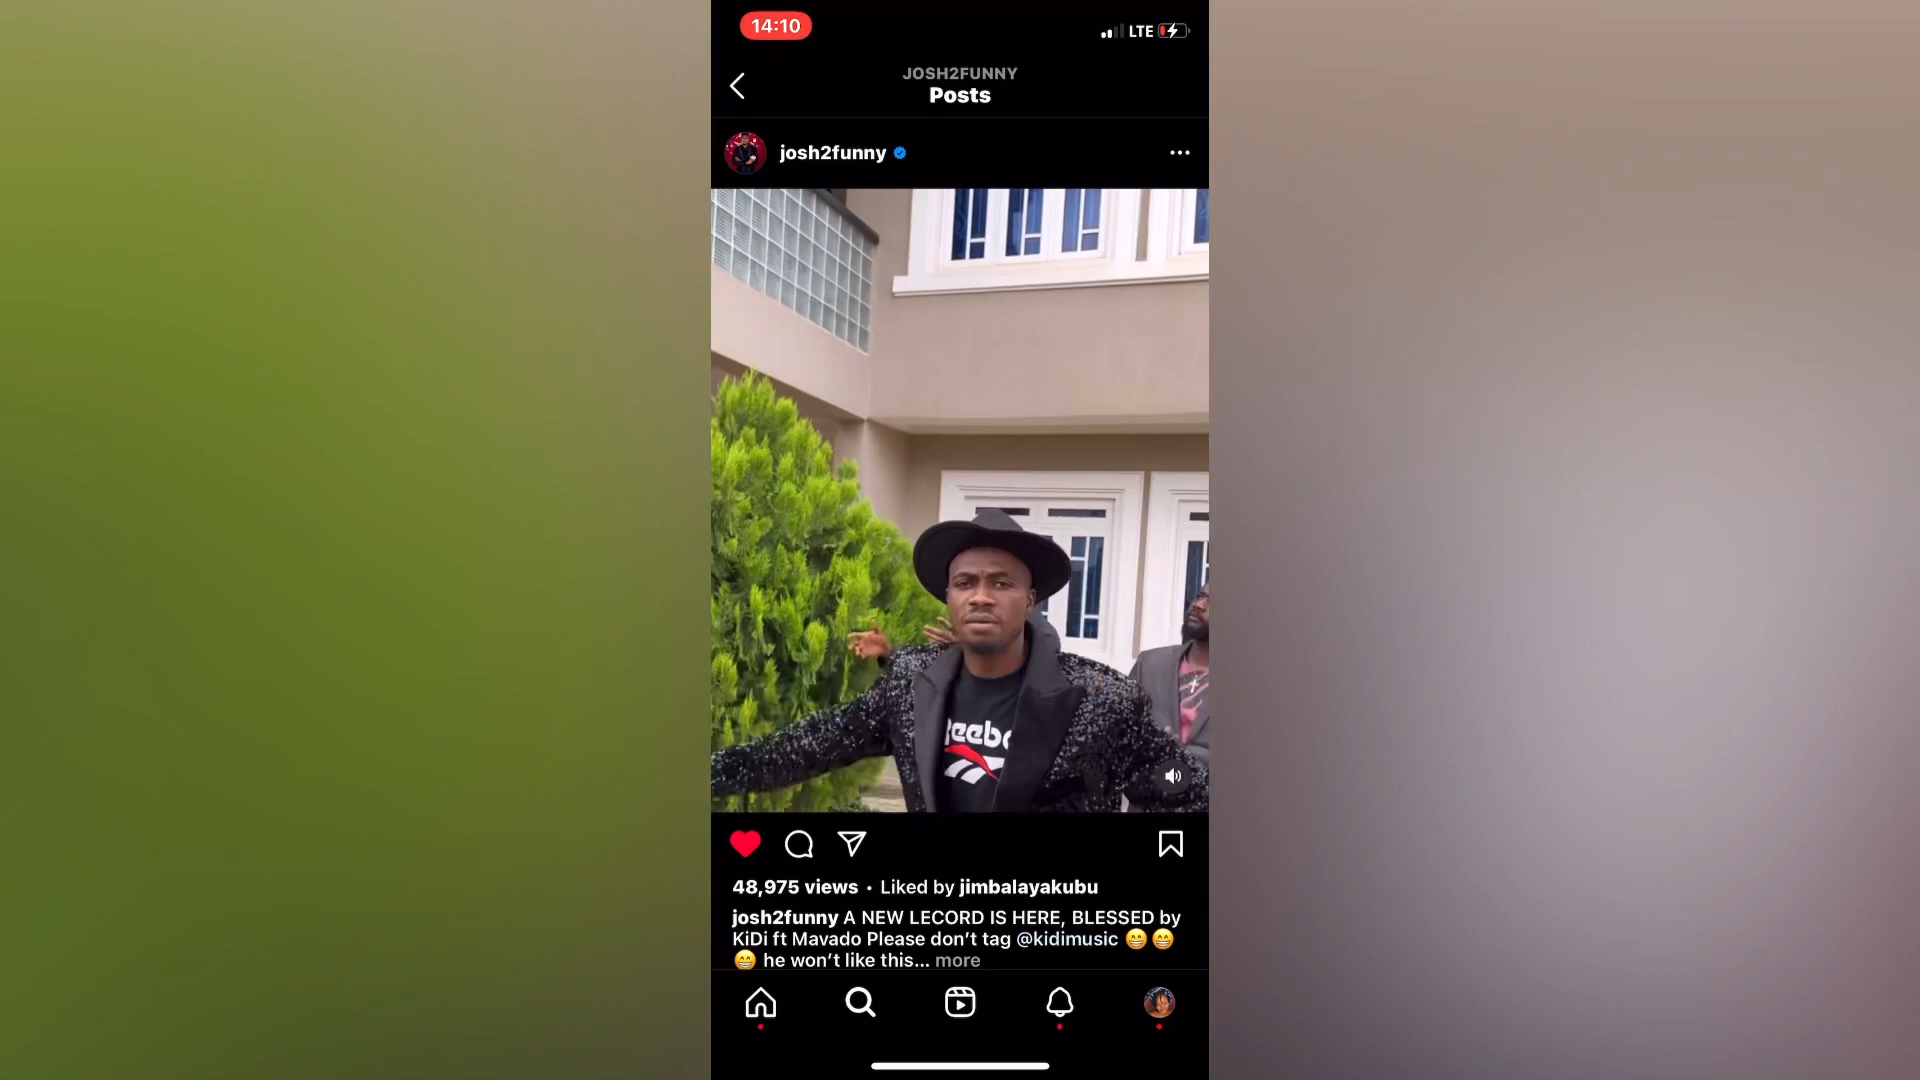 14:10
LTE
JOSH2FUNNY
Posts
josh2funny
Reebo
48,975 views • Liked by jimbalayakubu
josh2funny A NEW LECORD IS HERE, BLESSED by
KiDi ft Mavado Please don’t tag @kidimusic 😁 😁
😁 he won’t like this... more